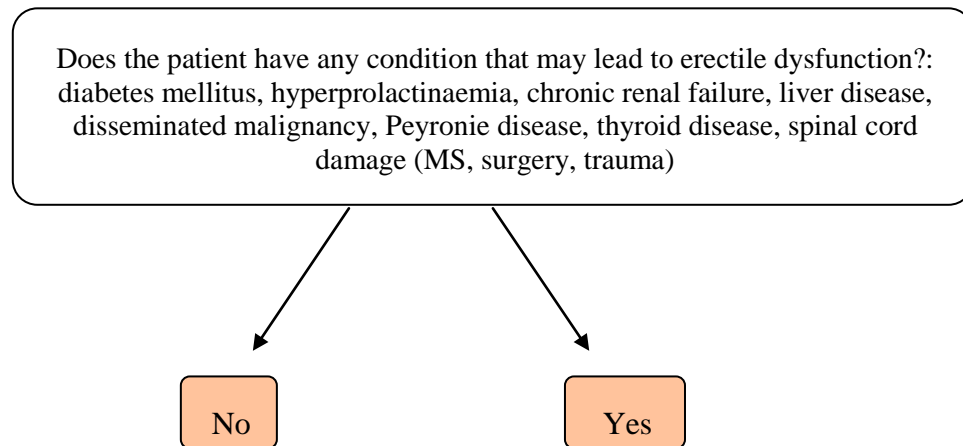 Does the patient have any condition that may lead to erectile dysfunction?:
diabetes mellitus, hyperprolactinaemia, chronic renal failure, liver disease,
disseminated malignancy, Peyronie disease, thyroid disease, spinal cord
damage (MS, surgery, trauma)
No
Yes